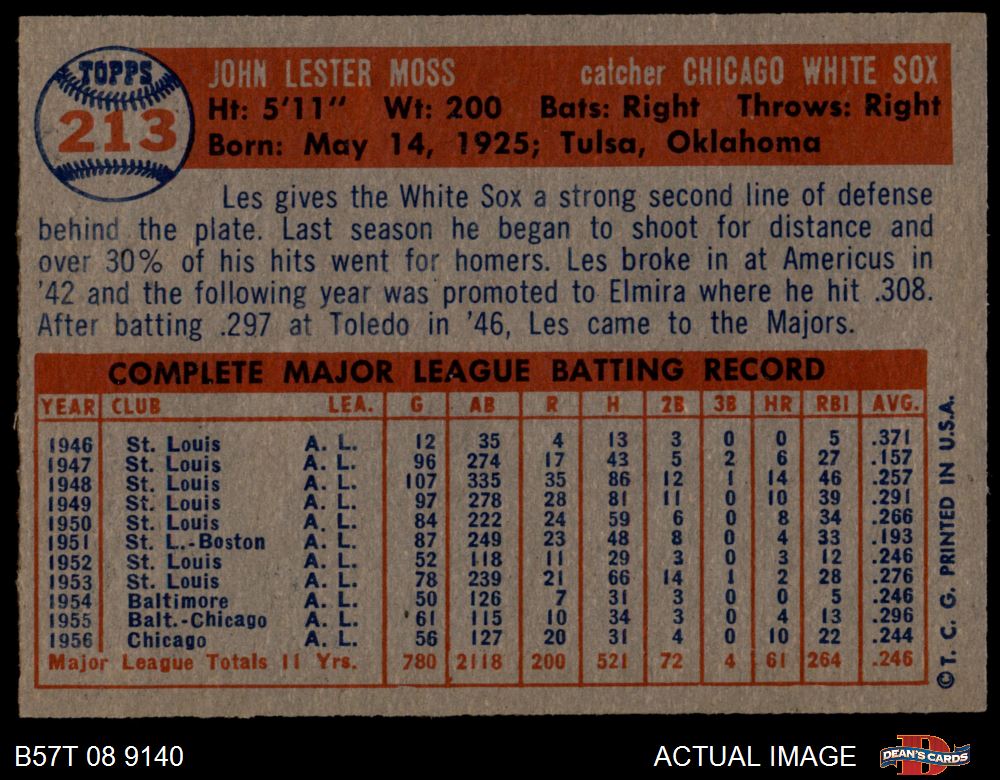 TOPPS
213
JOHN LESTER MOSS catcher CHICAGO WHITE SOX
Ht: 5'11" Wt: 200 Bats: Right Throws: Right
Born: May 14, 1925; Tulsa, Oklahoma
Les gives the White Sox a strong second line of defense
behind the plate. Last season he began to shoot for distance and
over 30% of his hits went for homers. Les broke in at Americus in
'42 and the following year was promoted to Elmira where he hit .308.
After batting .297 at Toledo in '46, Les came to the Majors.
COMPLETE MAJOR LEAGUE BATTING RECORD
YEAR CLUB LEA. G AB R H 2B 3B HR RBI AVG.
1946 St. Louis A. L. 12 35 4 13 3 0 0 5 .371
1947 St. Louis A. L. 96 274 17 43 5 2 6 27 .157
1948 St. Louis A. L. 107 335 35 86 12 1 14 46 .257
1949 St. Louis A. L. 97 278 28 81 11 0 10 39 .291
1950 St. Louis A. L. 84 222 24 59 6 0 8 34 .266
1951 St. L.-Boston A. L. 87 249 23 48 8 0 4 33 .193
1952 St. Louis A. L. 52 118 11 29 3 0 3 12 .246
1953 St. Louis A. L. 78 239 21 66 14 1 2 28 .276
1954 Baltimore A. L. 50 126 7 31 3 0 0 5 .246
1955 Balt.-Chicago A. L. 61 115 10 34 3 0 4 13 .296
1956 Chicago A. L. 56 127 20 31 4 0 10 22 .244
Major League Totals 11 Yrs. 780 2118 200 521 72 4 61 264 .246
©T. C. G. PRINTED IN U.S.A.
B57T 08 9140 ACTUAL IMAGE DEAN'S CARDS